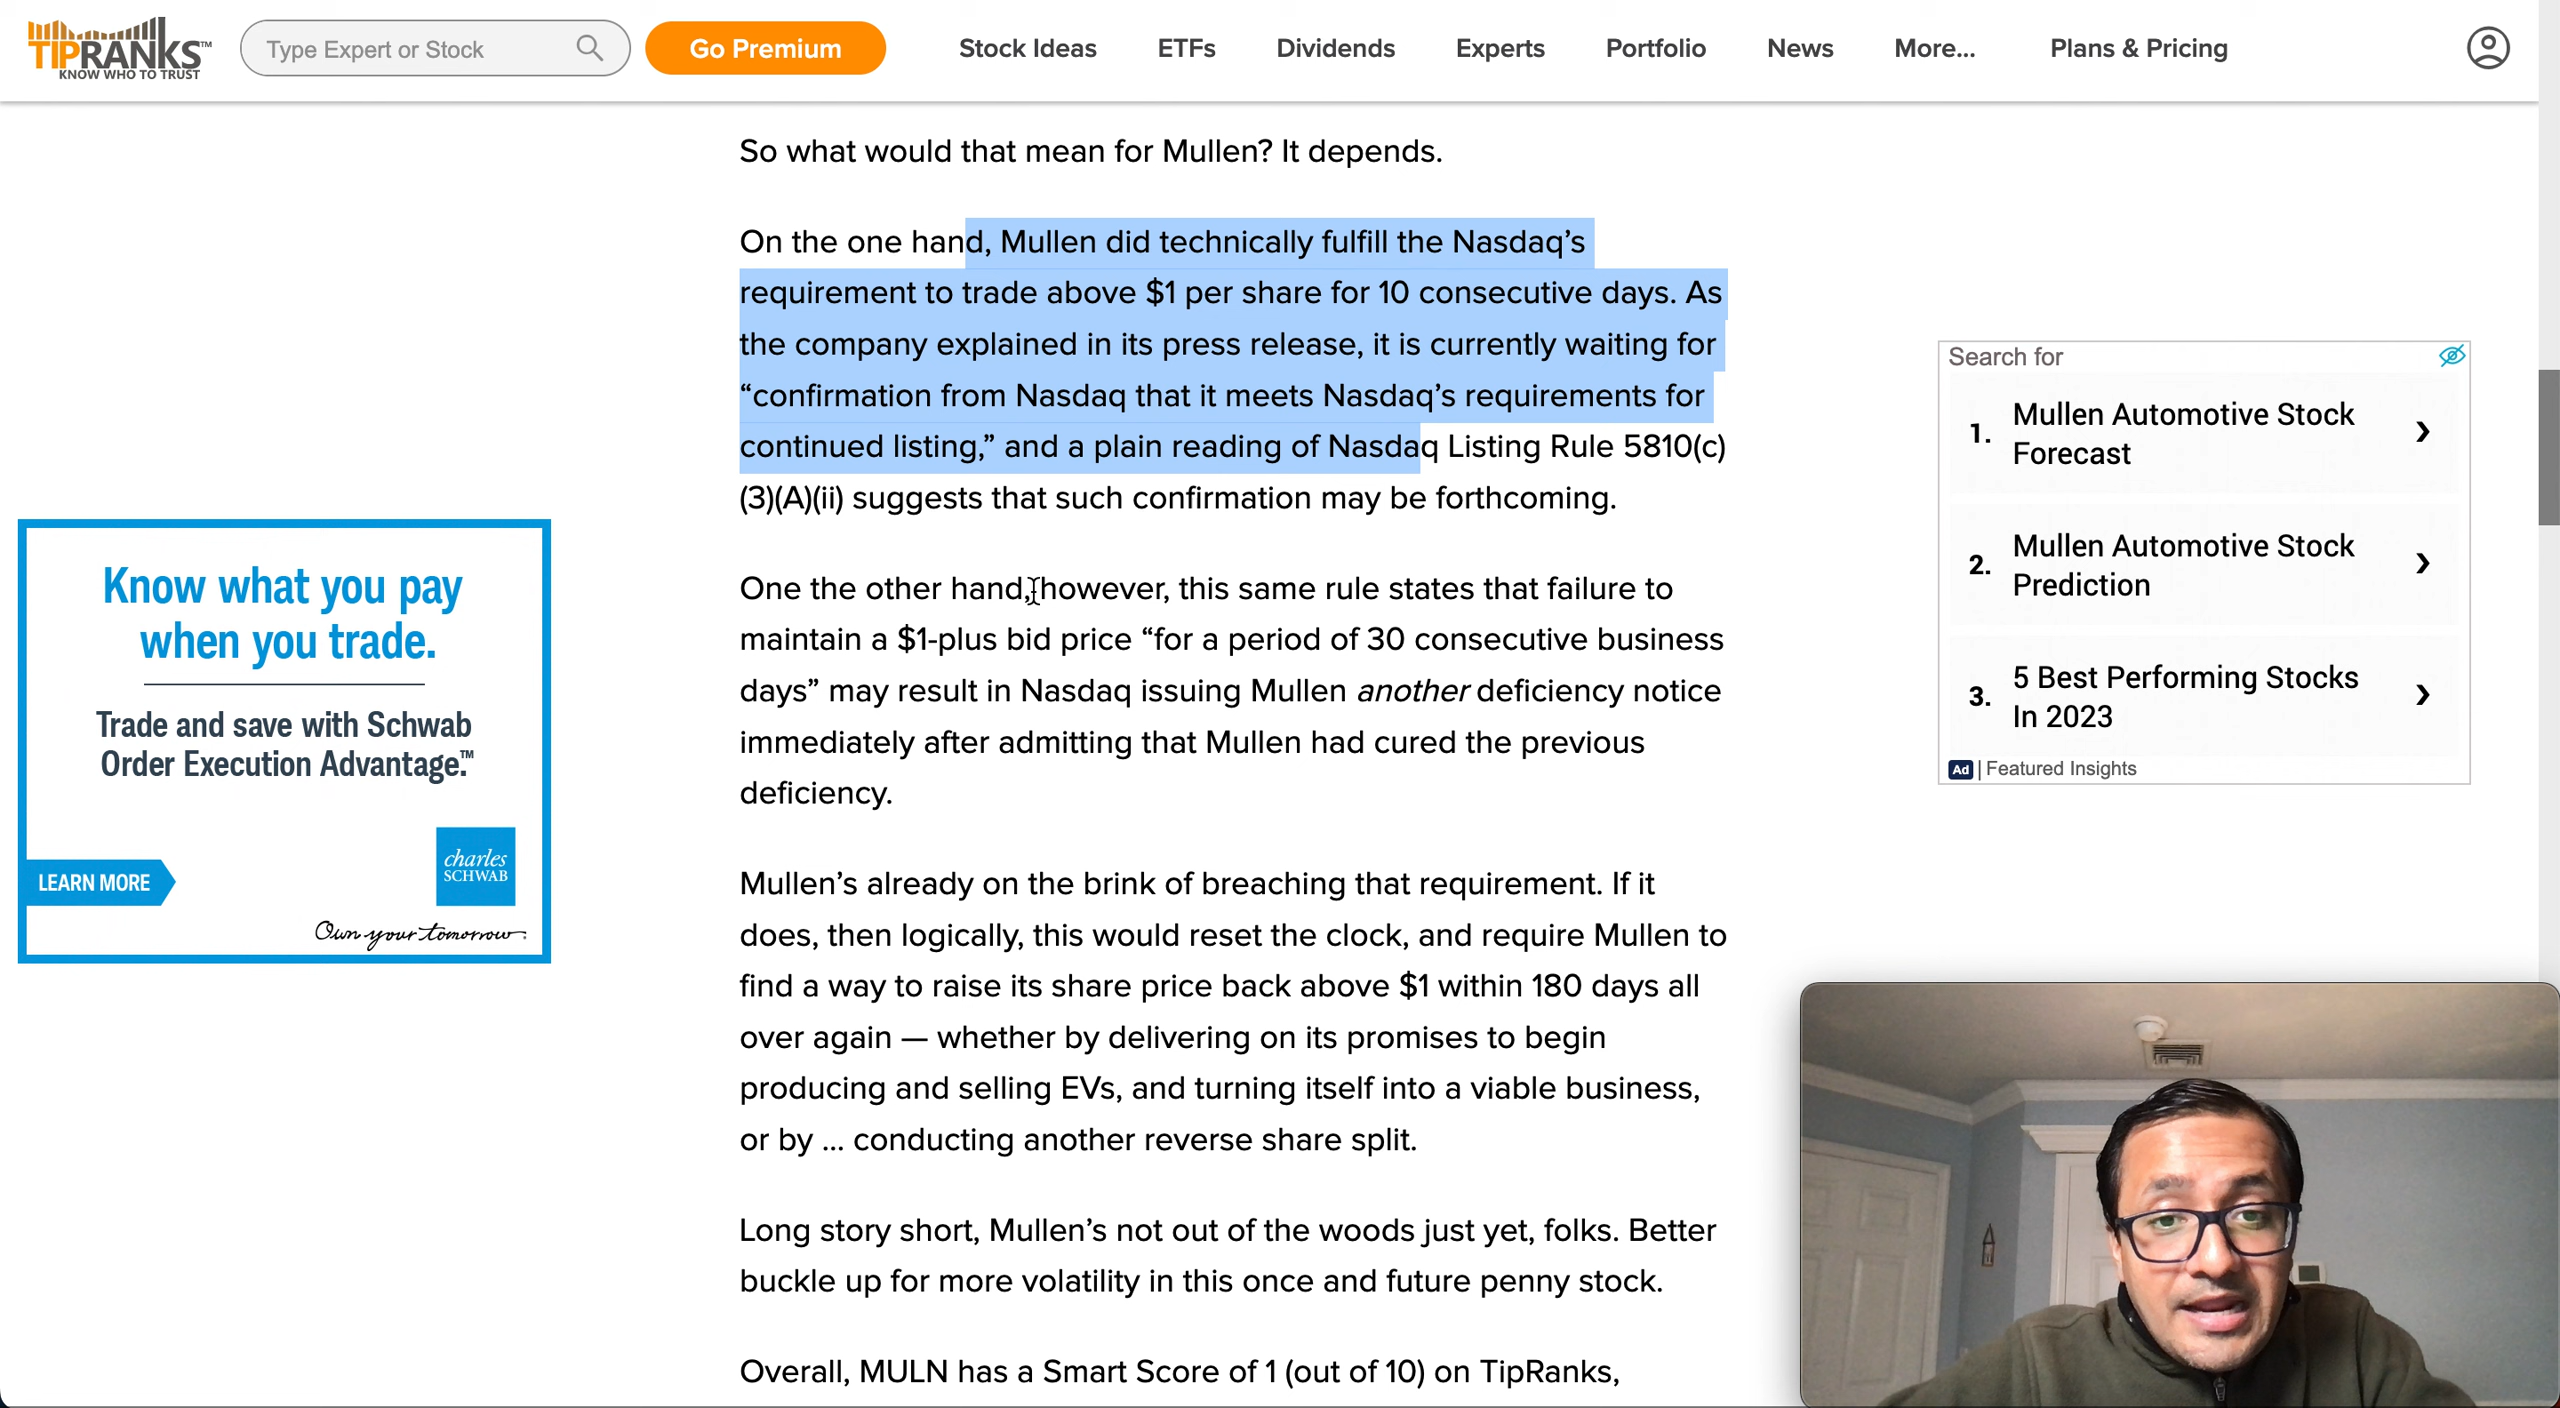 TIPRANKS™
KNOW WHO TO TRUST
Type Expert or Stock
Go Premium
Stock Ideas
ETFs
Dividends
Experts
Portfolio
News
More...
Plans & Pricing
So what would that mean for Mullen? It depends.
On the one hand, Mullen did technically fulfill the Nasdaq’s
requirement to trade above $1 per share for 10 consecutive days. As
the company explained in its press release, it is currently waiting for
“confirmation from Nasdaq that it meets Nasdaq’s requirements for
continued listing,” and a plain reading of Nasdaq Listing Rule 5810(c)
(3)(A)(ii) suggests that such confirmation may be forthcoming.
One the other hand, however, this same rule states that failure to
maintain a $1-plus bid price “for a period of 30 consecutive business
days” may result in Nasdaq issuing Mullen another deficiency notice
immediately after admitting that Mullen had cured the previous
deficiency.
Mullen’s already on the brink of breaching that requirement. If it
does, then logically, this would reset the clock, and require Mullen to
find a way to raise its share price back above $1 within 180 days all
over again — whether by delivering on its promises to begin
producing and selling EVs, and turning itself into a viable business,
or by ... conducting another reverse share split.
Long story short, Mullen’s not out of the woods just yet, folks. Better
buckle up for more volatility in this once and future penny stock.
Overall, MULN has a Smart Score of 1 (out of 10) on TipRanks,
Know what you pay
when you trade.
Trade and save with Schwab
Order Execution Advantage.™
LEARN MORE
charles
SCHWAB
Own your tomorrow.
Search for
1. Mullen Automotive Stock
Forecast
2. Mullen Automotive Stock
Prediction
3. 5 Best Performing Stocks
In 2023
Ad | Featured Insights